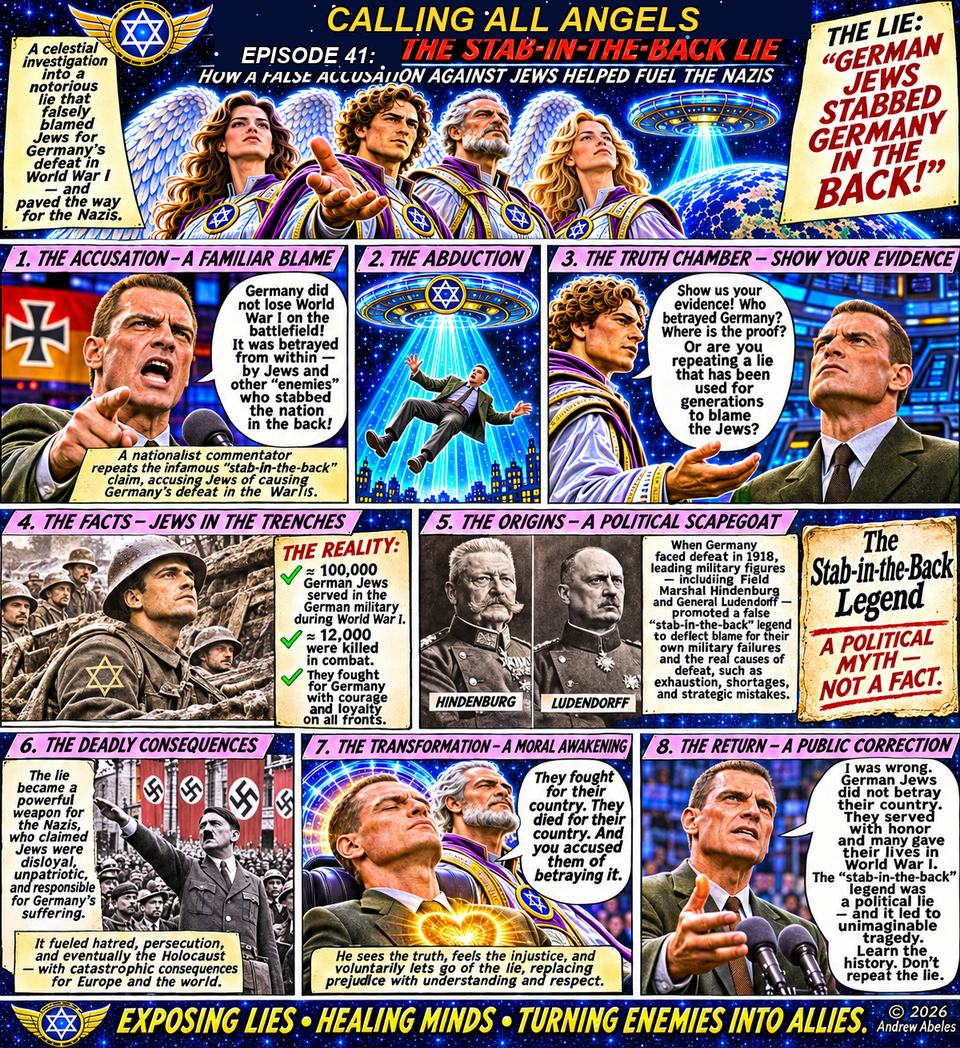 CALLING ALL ANGELS
EPISODE 41: THE STAB-IN-THE-BACK LIE
HOW A FALSE ACCUSATION AGAINST JEWS HELPED FUEL THE NAZIS
A celestial
investigation
into a
notorious
lie that
falsely
blamed
Jews for
Germany's
defeat in
World War I
— and
paved the way
for the Nazis.
THE LIE:
"GERMAN
JEWS
STABBED
GERMANY
IN THE
BACK!"
1. THE ACCUSATION – A FAMILIAR BLAME
Germany did
not lose World
War I on the
battlefield!
It was betrayed
from within —
by Jews and
other "enemies"
who stabbed
the nation
in the back!
A nationalist commentator
repeats the infamous "stab-in-the-back"
claim, accusing Jews of causing
Germany's defeat in the War Is.
2. THE ABDUCTION
3. THE TRUTH CHAMBER – SHOW YOUR EVIDENCE
Show us your
evidence! Who
betrayed Germany?
Where is the proof?
Or are you
repeating a lie
that has been
used for
generations
to blame
the Jews?
4. THE FACTS – JEWS IN THE TRENCHES
THE REALITY:
≈ 100,000
German Jews
served in the
German military
during World War I.
≈ 12,000
were killed
in combat.
They fought
for Germany
with courage
and loyalty
on all fronts.
5. THE ORIGINS – A POLITICAL SCAPEGOAT
HINDENBURG
LUDENDORFF
When Germany
faced defeat in 1918,
leading military figures
— includiing Field
Marshal Hindenburg
and General Ludendorff —
promoted a false
"stab-in-the-back" legend
to deflect blame for their
own military failures
and the real causes of
defeat, such as
exhaustion, shortages,
and strategic mistakes.
The
Stab-in-the-Back
Legend
A POLITICAL
MYTH —
NOT A FACT.
6. THE DEADLY CONSEQUENCES
The lie
became a
powerful
weapon for
the Nazis,
who claimed
Jews were
disloyal,
unpatriotic,
and responsible
for Germany's
suffering.
It fueled hatred, persecution,
and eventually the Holocaust
— with catastrophic consequences
for Europe and the world.
7. THE TRANSFORMATION – A MORAL AWAKENING
They fought
for their
country. They
died for their
country. And
you accused
them of
betraying it.
He sees the truth, feels the injustice, and
voluntarily lets go of the lie, replacing
prejudice with understanding and respect.
8. THE RETURN – A PUBLIC CORRECTION
I was wrong.
German Jews
did not betray
their country.
They served
with honor
and many gave
their lives in
World War I.
The "stab-in-the-back"
legend was
a political lie
— and it led to
unimaginable
tragedy.
Learn the
history. Don't
repeat the lie.
EXPOSING LIES • HEALING MINDS • TURNING ENEMIES INTO ALLIES.
© 2026
Andrew Abeles